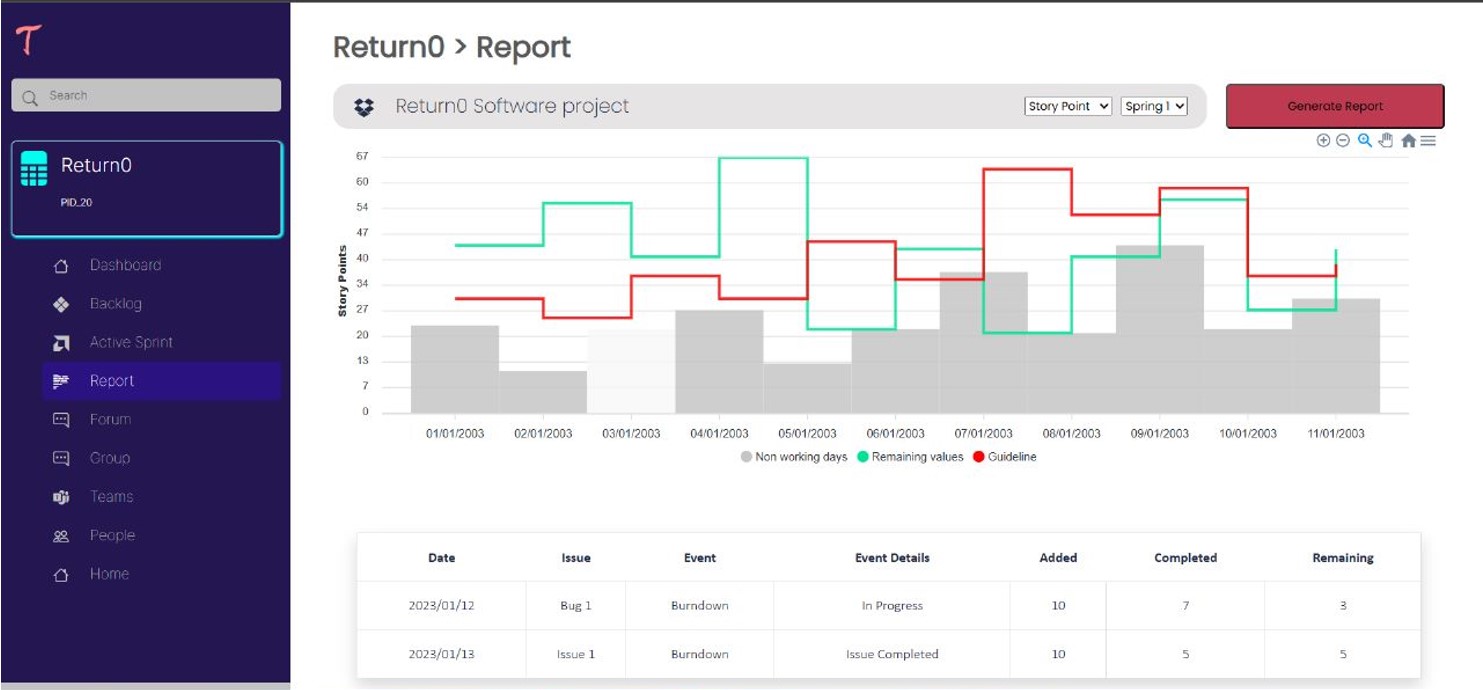 T
Search
Return0
PID_20
Dashboard
Backlog
Active Sprint
Report
Forum
Group
Teams
People
Home
Return0 > Report
Return0 Software project
Story Point
Spring 1
Generate Report
Story Points
67
60
54
47
40
34
27
20
13
7
0
01/01/2003 02/01/2003 03/01/2003 04/01/2003 05/01/2003 06/01/2003 07/01/2003 08/01/2003 09/01/2003 10/01/2003 11/01/2003
Non working days Remaining values Guideline
Date Issue Event Event Details Added Completed Remaining
2023/01/12 Bug 1 Burndown In Progress 10 7 3
2023/01/13 Issue 1 Burndown Issue Completed 10 5 5